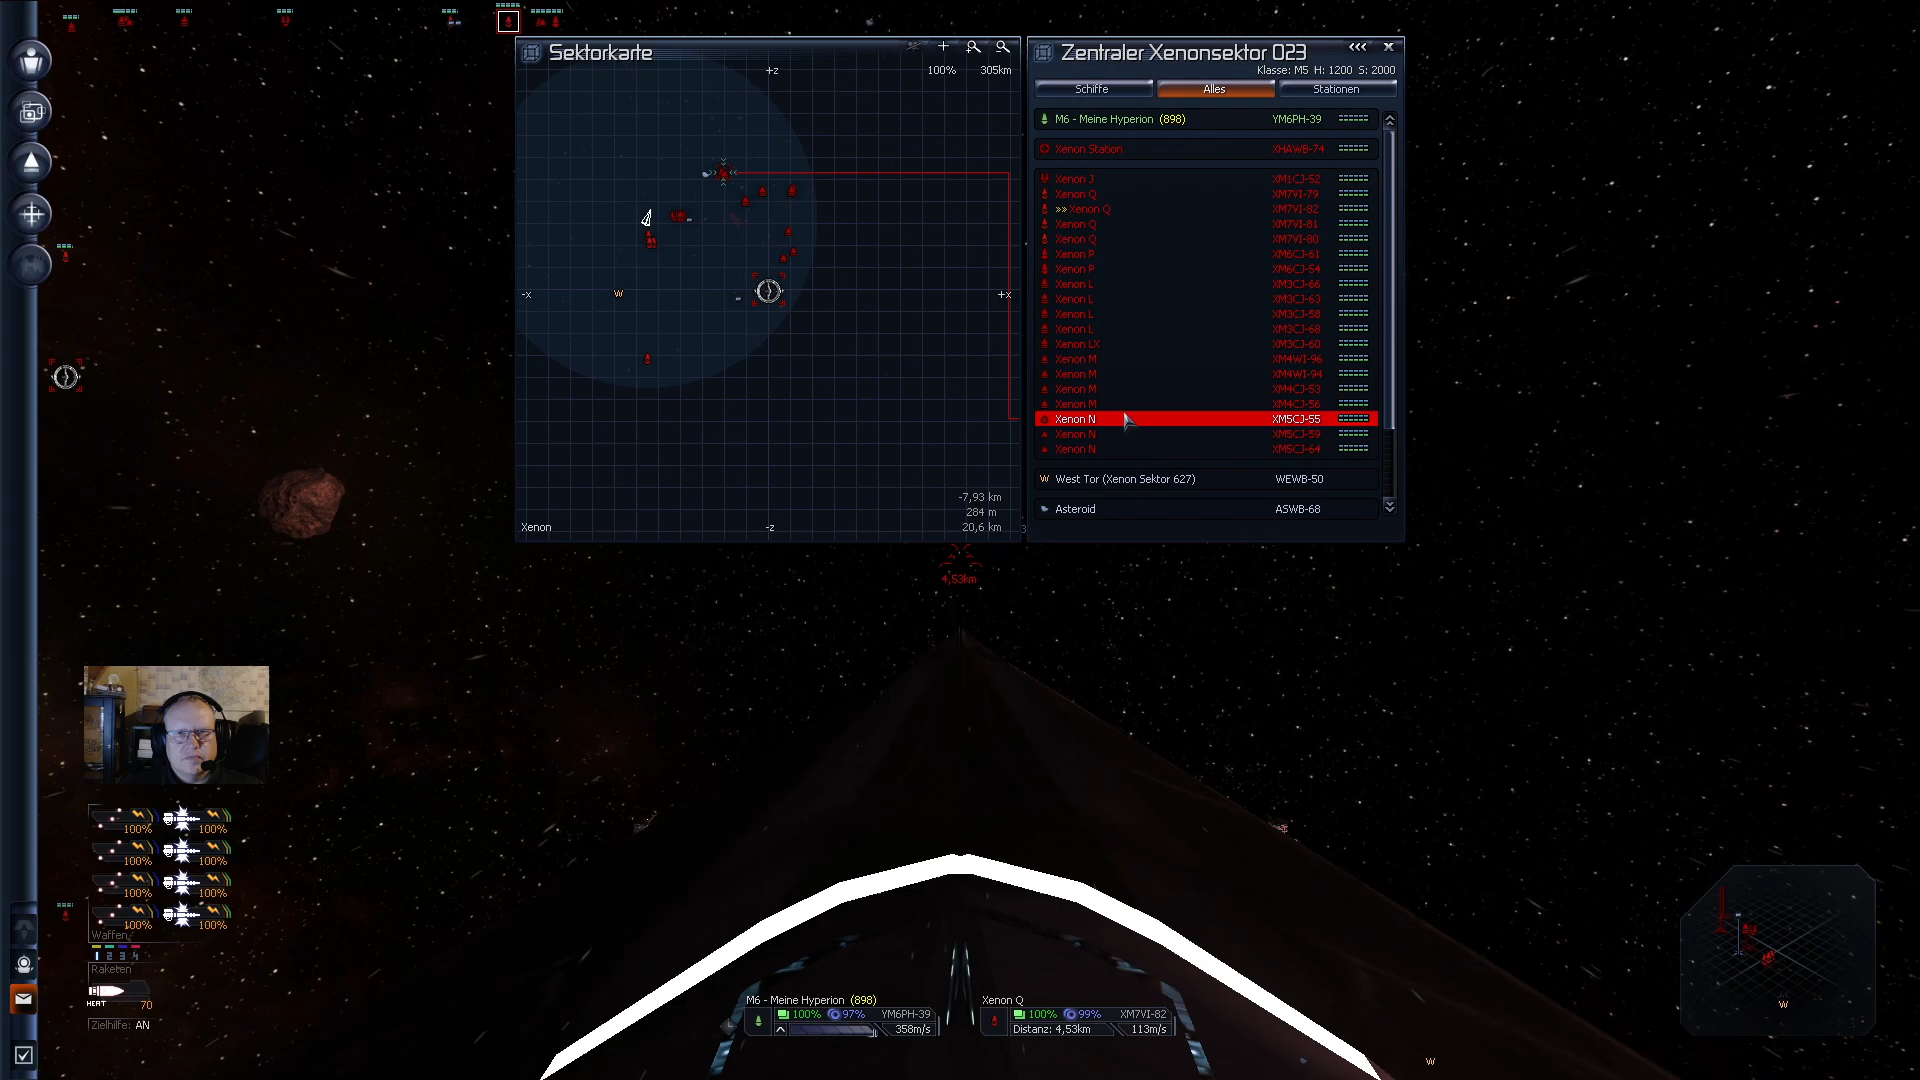 Sektorkarte
100% 305km
+z
-x
W
+x
-7,93 km
284 m
20,6 km
Xenon
-z
Zentraler Xenonsektor 023
Klasse: M5 H: 1200 S: 2000
Schiffe Alles Stationen
M6 - Meine Hyperion (898) YM6PH-39
Xenon Station XHAWB-74
Xenon J XM1CJ-52
Xenon Q XM7VI-79
»Xenon Q XM7VI-82
Xenon Q XM7VI-81
Xenon Q XM7VI-80
Xenon P XM6CJ-61
Xenon P XM6CJ-54
Xenon L XM3CJ-66
Xenon L XM3CJ-63
Xenon L XM3CJ-58
Xenon L XM3CJ-68
Xenon LX XM3CJ-60
Xenon M XM4WI-96
Xenon M XM4WI-94
Xenon M XM4CJ-53
Xenon M XM4CJ-56
Xenon N XM5CJ-55
Xenon N XM5CJ-59
Xenon N XM5CJ-64
W West Tor (Xenon Sektor 627) WEWB-50
Asteroid ASWB-68
4,53km
100% 100%
100% 100%
100% 100%
100% 100%
Waffen
1 2 3 4
Raketen
HEAT 70
Zielhilfe: AN
M6 - Meine Hyperion (898)
100% 97% YM6PH-39
358m/s
Xenon Q
100% 99% XM7VI-82
Distanz: 4,53km 113m/s
W
W